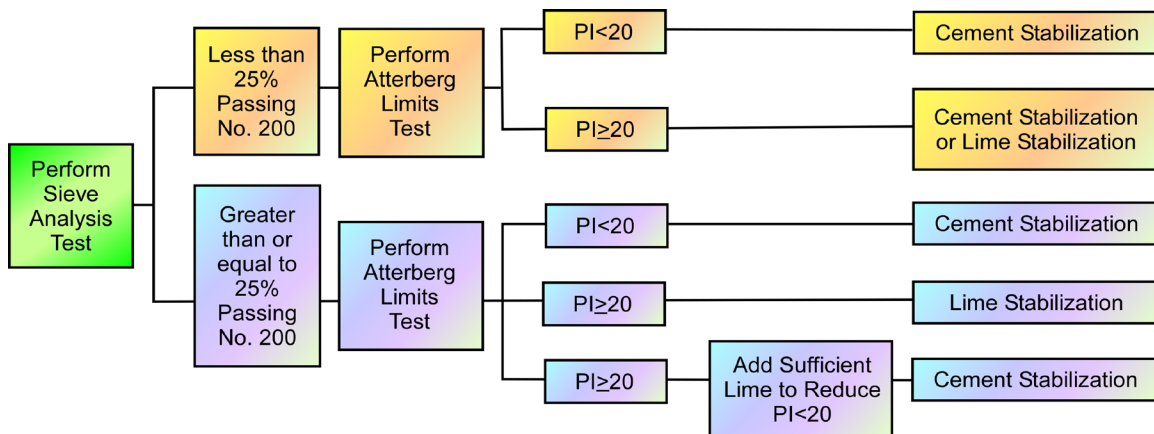 Perform
Sieve
Analysis
Test
Less than
25%
Passing
No. 200
Perform
Atterberg
Limits
Test
PI<20
Cement Stabilization
PI≥20
Cement Stabilization
or Lime Stabilization
Greater
than or
equal to
25%
Passing
No. 200
Perform
Atterberg
Limits
Test
PI<20
Cement Stabilization
PI≥20
Lime Stabilization
PI≥20
Add Sufficient
Lime to Reduce
PI<20
Cement Stabilization